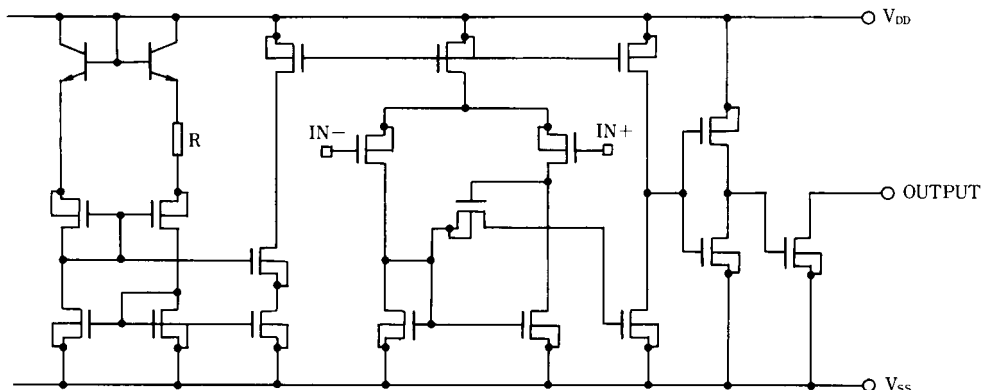 V_DD
IN−
IN+
R
OUTPUT
V_SS